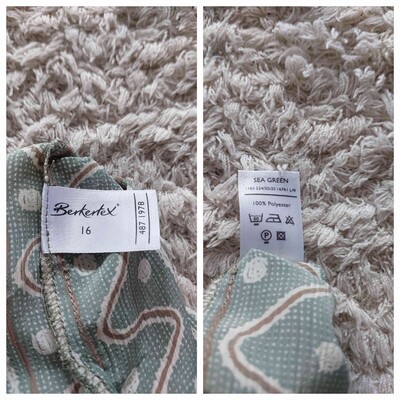 Berkertex
16
487 1978
SEA GREEN
100% Polyester
P